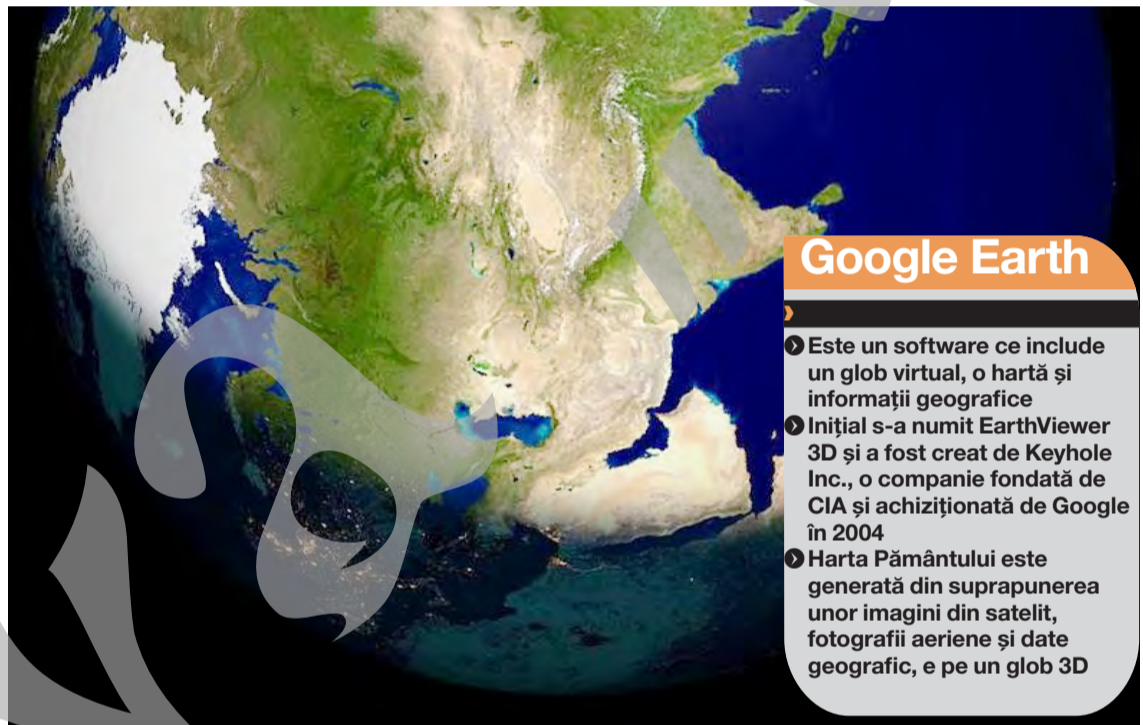 Google Earth
Este un software ce include
un glob virtual, o hartă și
informații geografice
Inițial s-a numit EarthViewer
3D și a fost creat de Keyhole
Inc., o companie fondată de
CIA și achiziționată de Google
în 2004
Harta Pământului este
generată din suprapunerea
unor imagini din satelit,
fotografii aeriene și date
geografic, e pe un glob 3D